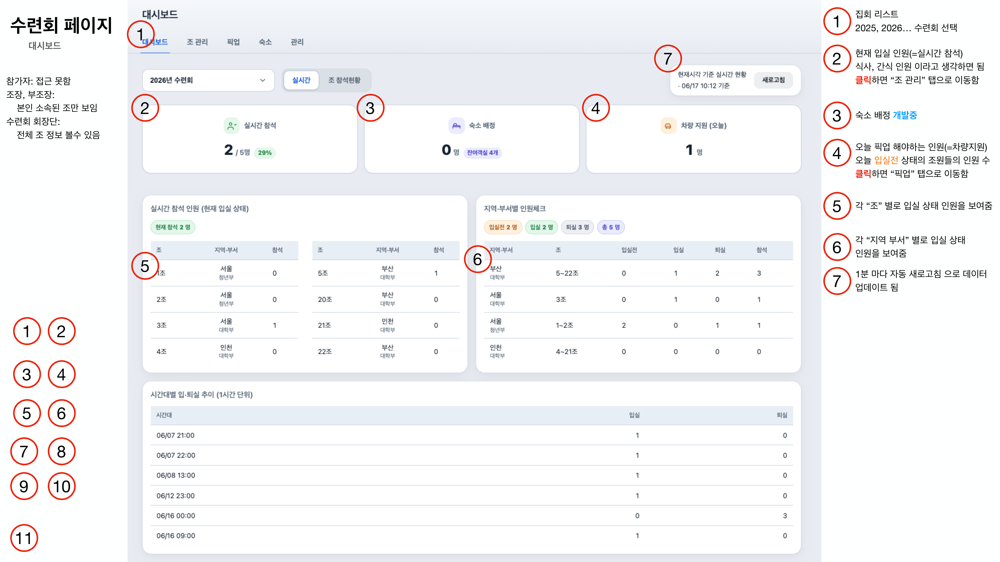 수련회 페이지
대시보드
참가자: 접근 못함
조장, 부조장:
본인 소속된 조만 보임
수련회 회장단:
전체 조 정보 볼수 있음
1 2
3 4
5 6
7 8
9 10
11
대시보드
1
대시보드 조 관리 픽업 숙소 관리
2026년 수련회
실시간 조 참석현황
7
현재시각 기준 실시간 현황
· 06/17 10:12 기준
새로고침
2
실시간 참석
2 / 5명 29%
3
숙소 배정
0 명 잔여객실 4개
4
차량 지원 (오늘)
1 명
실시간 참석 인원 (현재 입실 상태)
현재 참석 2 명
5
조 지역·부서 참석 조 지역·부서 참석
1조 서울 청년부 0 5조 부산 대학부 1
2조 서울 청년부 0 20조 부산 대학부 0
3조 서울 대학부 1 21조 인천 대학부 0
4조 인천 대학부 0 22조 부산 대학부 0
지역·부서별 인원체크
입실전 2 명 입실 2 명 퇴실 3 명 총 5 명
6
지역·부서 조 입실전 입실 퇴실 참석
부산 대학부 5~22조 0 1 2 3
서울 대학부 3조 0 1 0 1
서울 청년부 1~2조 2 0 1 1
인천 대학부 4~21조 0 0 0 0
시간대별 입·퇴실 추이 (1시간 단위)
시간대 입실 퇴실
06/07 21:00 1 0
06/07 22:00 1 0
06/08 13:00 1 0
06/12 23:00 1 0
06/16 00:00 0 3
06/16 09:00 1 0
1
집회 리스트
2025, 2026... 수련회 선택
2
현재 입실 인원(=실시간 참석)
식사, 간식 인원 이라고 생각하면 됨
클릭하면 “조 관리” 탭으로 이동함
3
숙소 배정 개발중
4
오늘 픽업 해야하는 인원(=차량지원)
오늘 입실전 상태의 조원들의 인원 수
클릭하면 “픽업” 탭으로 이동함
5
각 “조” 별로 입실 상태 인원을 보여줌
6
각 “지역 부서” 별로 입실 상태
인원을 보여줌
7
1분 마다 자동 새로고침 으로 데이터
업데이트 됨